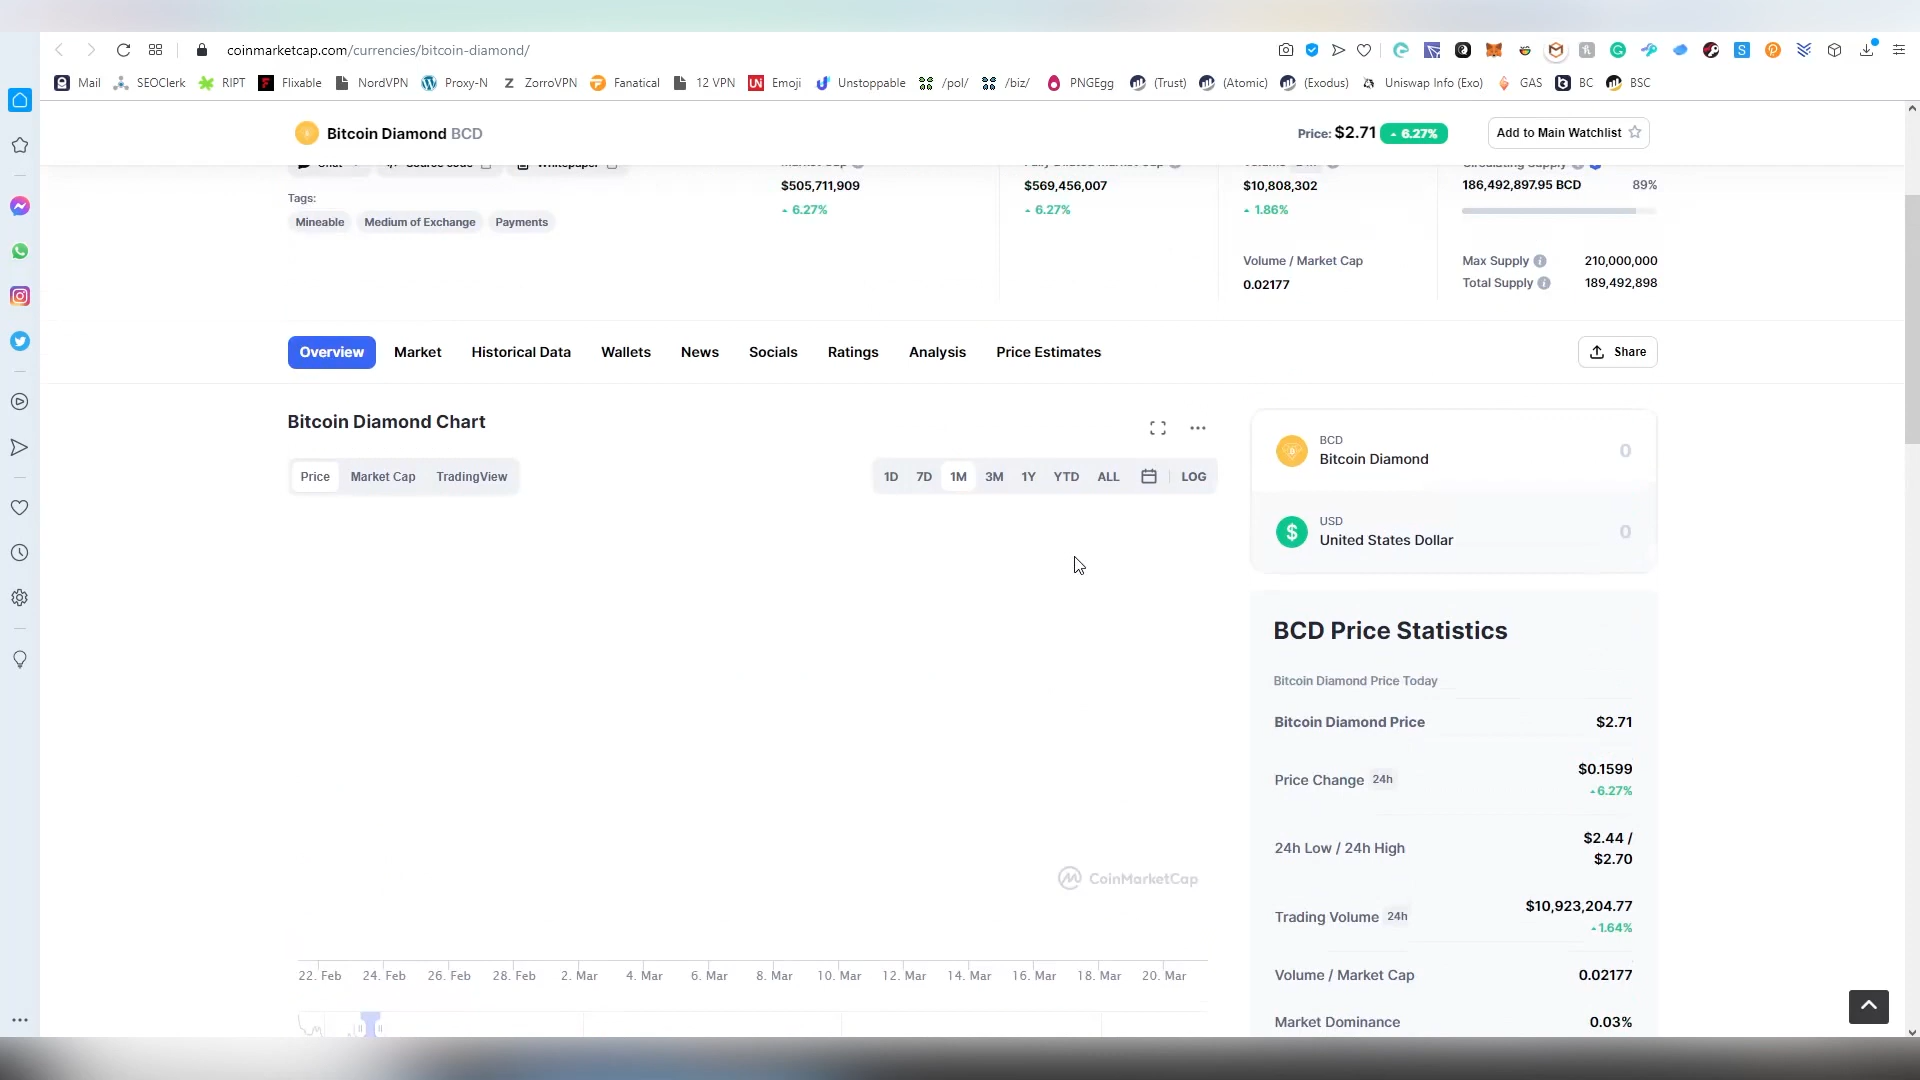 coinmarketcap.com/currencies/bitcoin-diamond/
Mail SEOClerk RIPT Flixable NordVPN Proxy-N ZorroVPN Fanatical 12 VPN Emoji Unstoppable /pol/ /biz/ PNGEgg (Trust) (Atomic) (Exodus) Uniswap Info (Exo) GAS BC BSC
Bitcoin Diamond BCD
Price: $2.71 6.27%
Add to Main Watchlist
Tags:
Mineable Medium of Exchange Payments
$505,711,909
6.27%
$569,456,007
6.27%
$10,808,302
1.86%
Volume / Market Cap
0.02177
186,492,897.95 BCD 89%
Max Supply 210,000,000
Total Supply 189,492,898
Overview Market Historical Data Wallets News Socials Ratings Analysis Price Estimates
Share
Bitcoin Diamond Chart
Price Market Cap TradingView
1D 7D 1M 3M 1Y YTD ALL LOG
CoinMarketCap
22. Feb 24. Feb 26. Feb 28. Feb 2. Mar 4. Mar 6. Mar 8. Mar 10. Mar 12. Mar 14. Mar 16. Mar 18. Mar 20. Mar
BCD
Bitcoin Diamond 0
USD
United States Dollar 0
BCD Price Statistics
Bitcoin Diamond Price Today
Bitcoin Diamond Price $2.71
Price Change 24h $0.1599
6.27%
24h Low / 24h High $2.44 /
$2.70
Trading Volume 24h $10,923,204.77
1.64%
Volume / Market Cap 0.02177
Market Dominance 0.03%